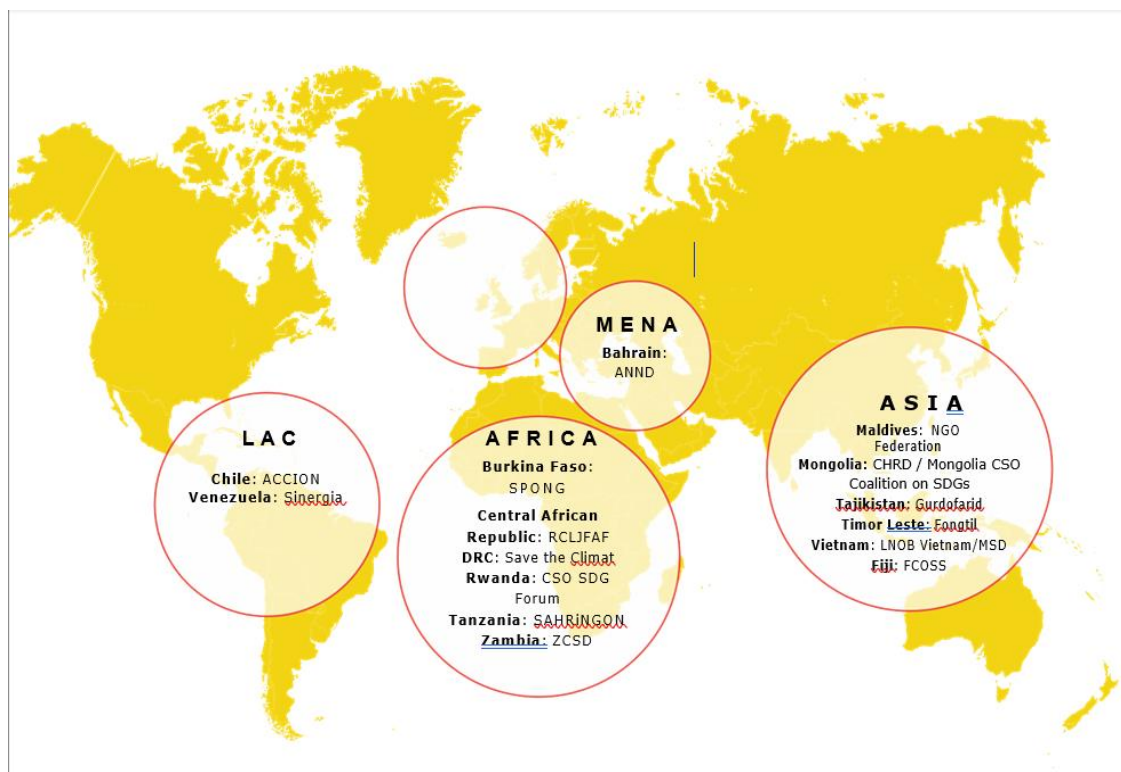 MENA
Bahrain:
ANND
LAC
Chile: ACCION
Venezuela: Sinergia
AFRICA
Burkina Faso:
SPONG
Central African
Republic: RCLJFAF
DRC: Save the Climat
Rwanda: CSO SDG
Forum
Tanzania: SAHRiNGON
Zambia: ZCSD
ASIA
Maldives: NGO
Federation
Mongolia: CHRD / Mongolia CSO
Coalition on SDGs
Tajikistan: Gurdofarid
Timor Leste: Fongtil
Vietnam: LNOB Vietnam/MSD
Fiji: FCOSS